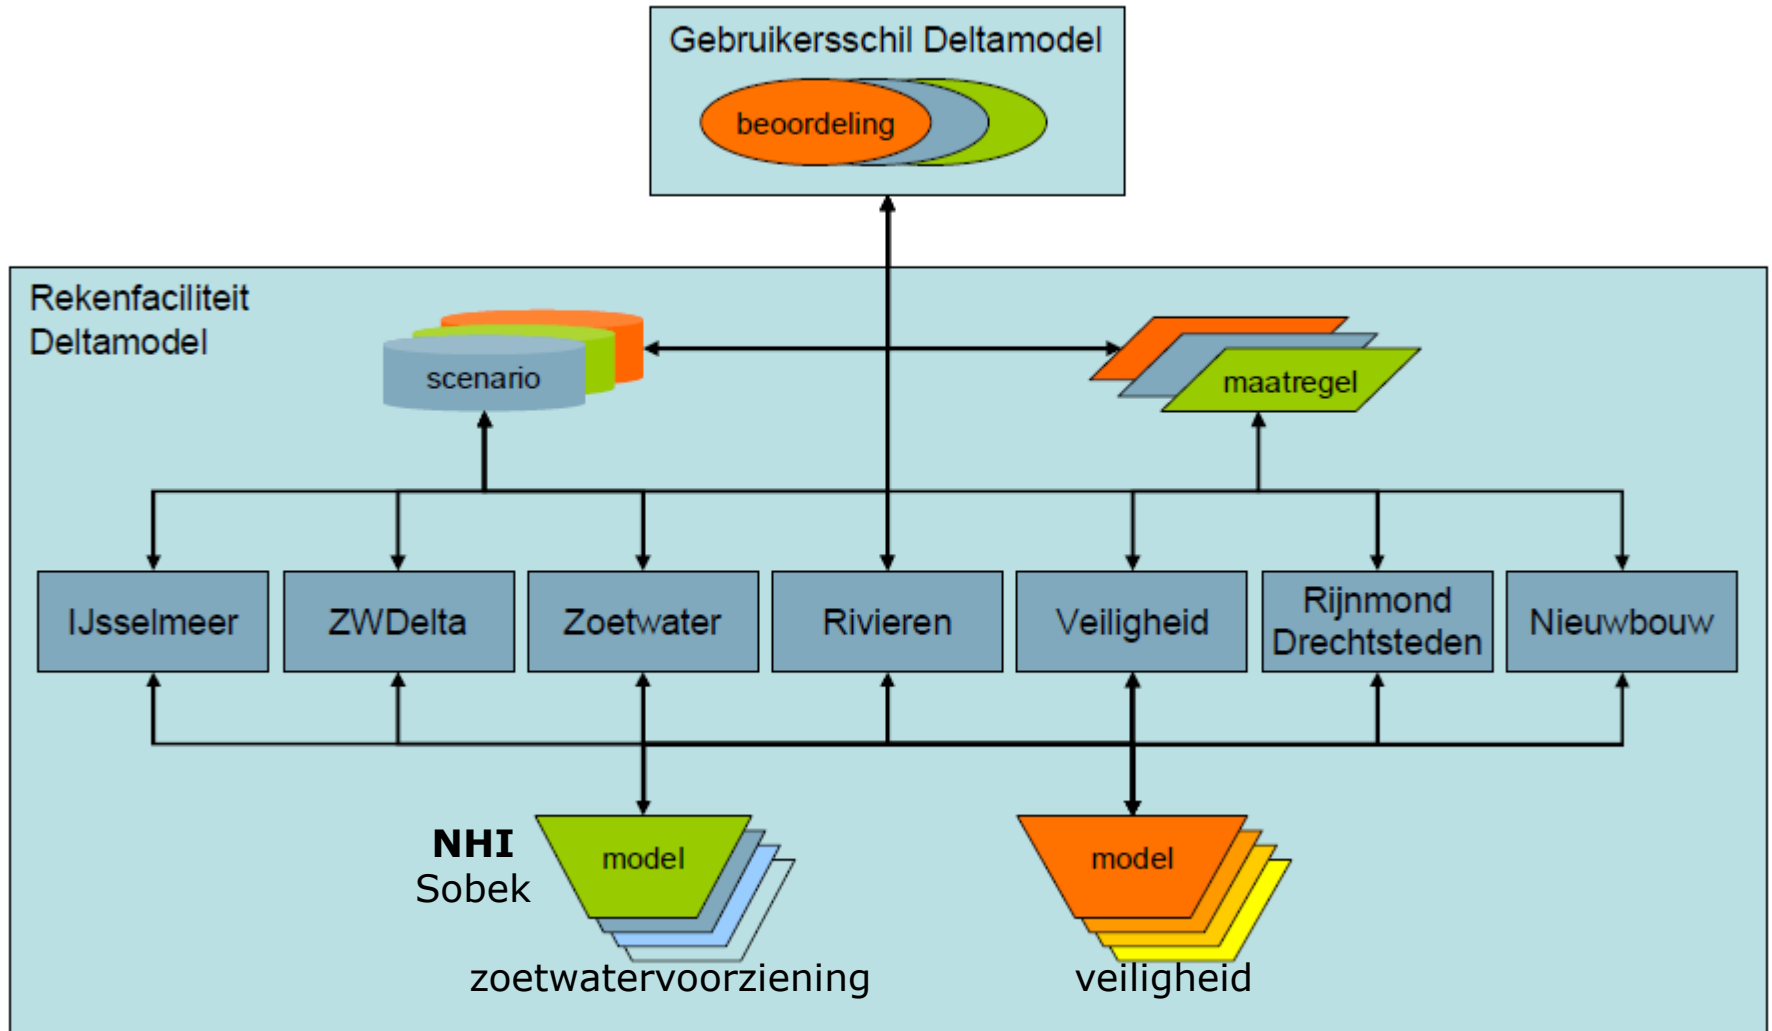 Gebruikersschil Deltamodel
beoordeling
Rekenfaciliteit
Deltamodel
scenario
maatregel
IJsselmeer
ZWDelta
Zoetwater
Rivieren
Veiligheid
Rijnmond
Drechtsteden
Nieuwbouw
NHI
Sobek
model
model
zoetwatervoorziening
veiligheid